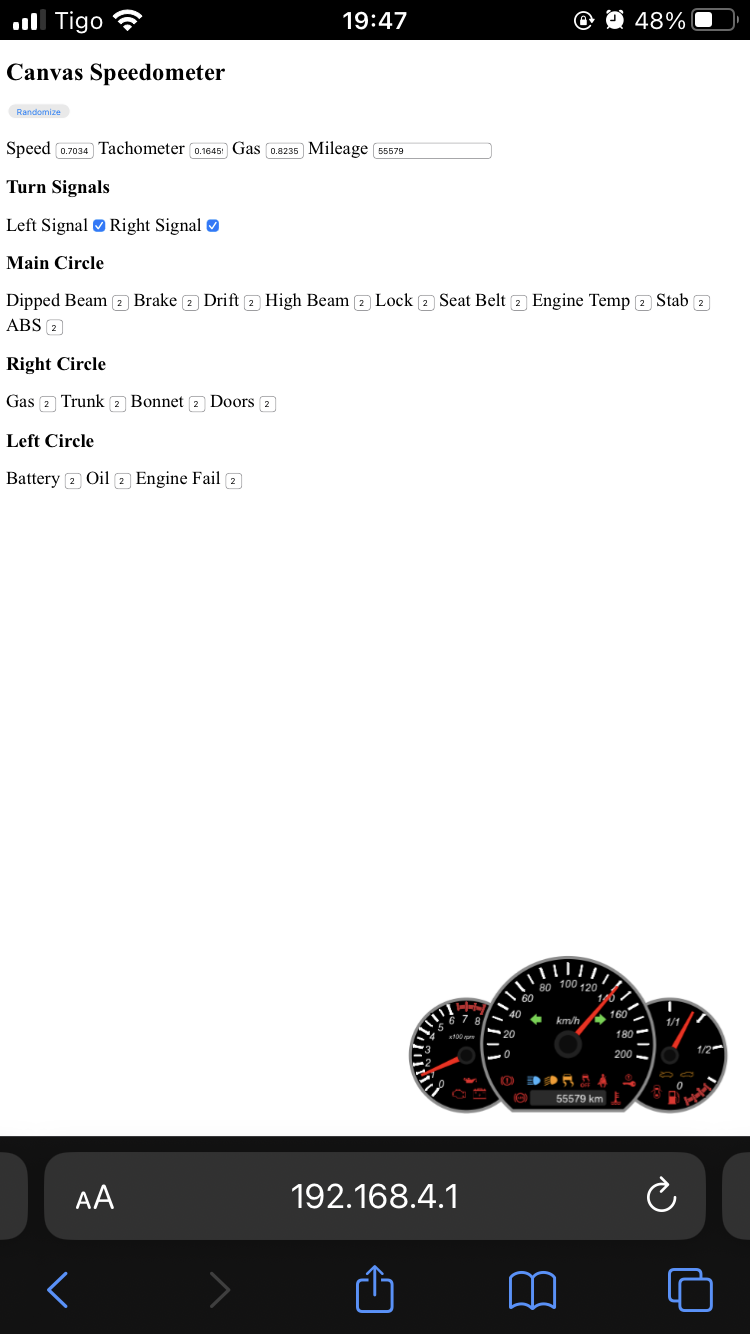 Tigo 19:47 48%
Canvas Speedometer
Randomize
Speed 0.7034 Tachometer 0.1645 Gas 0.8235 Mileage 55579
Turn Signals
Left Signal Right Signal
Main Circle
Dipped Beam 2 Brake 2 Drift 2 High Beam 2 Lock 2 Seat Belt 2 Engine Temp 2 Stab 2
ABS 2
Right Circle
Gas 2 Trunk 2 Bonnet 2 Doors 2
Left Circle
Battery 2 Oil 2 Engine Fail 2
0 1 2 3 4 5 6 7 8
x100 rpm
0 20 40 60 80 100 120 140 160 180 200
km/h
55579 km
1/1
1/2
0
AA 192.168.4.1